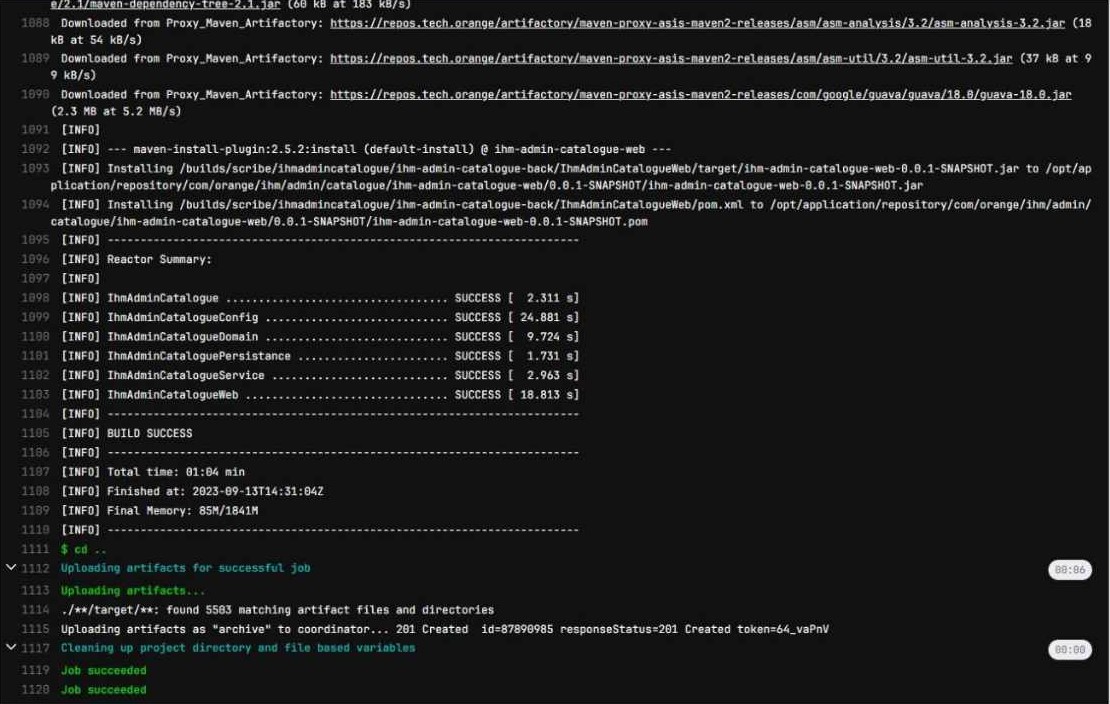 e/2.1/maven-dependency-tree-2.1.jar (60 kB at 183 kB/s)
1088 Downloaded from Proxy_Maven_Artifactory: https://repos.tech.orange/artifactory/maven-proxy-asis-maven2-releases/asm/asm-analysis/3.2/asm-analysis-3.2.jar (18
kB at 54 kB/s)
1089 Downloaded from Proxy_Maven_Artifactory: https://repos.tech.orange/artifactory/maven-proxy-asis-maven2-releases/asm/asm-util/3.2/asm-util-3.2.jar (37 kB at 9
9 kB/s)
1090 Downloaded from Proxy_Maven_Artifactory: https://repos.tech.orange/artifactory/maven-proxy-asis-maven2-releases/com/google/guava/guava/18.0/guava-18.0.jar
(2.3 MB at 5.2 MB/s)
1091 [INFO]
1092 [INFO] --- maven-install-plugin:2.5.2:install (default-install) @ ihm-admin-catalogue-web ---
1093 [INFO] Installing /builds/scribe/ihmadmincatalogue/ihm-admin-catalogue-back/IhmAdminCatalogueWeb/target/ihm-admin-catalogue-web-0.0.1-SNAPSHOT.jar to /opt/ap
plication/repository/com/orange/ihm/admin/catalogue/ihm-admin-catalogue-web/0.0.1-SNAPSHOT/ihm-admin-catalogue-web-0.0.1-SNAPSHOT.jar
1094 [INFO] Installing /builds/scribe/ihmadmincatalogue/ihm-admin-catalogue-back/IhmAdminCatalogueWeb/pom.xml to /opt/application/repository/com/orange/ihm/admin/
catalogue/ihm-admin-catalogue-web/0.0.1-SNAPSHOT/ihm-admin-catalogue-web-0.0.1-SNAPSHOT.pom
1095 [INFO] ------------------------------------------------------------------------
1096 [INFO] Reactor Summary:
1097 [INFO]
1098 [INFO] IhmAdminCatalogue .................................. SUCCESS [  2.311 s]
1099 [INFO] IhmAdminCatalogueConfig ............................ SUCCESS [ 24.881 s]
1100 [INFO] IhmAdminCatalogueDomain ............................ SUCCESS [  9.724 s]
1101 [INFO] IhmAdminCataloguePersistance ....................... SUCCESS [  1.731 s]
1102 [INFO] IhmAdminCatalogueService ........................... SUCCESS [  2.963 s]
1103 [INFO] IhmAdminCatalogueWeb ............................... SUCCESS [ 18.813 s]
1104 [INFO] ------------------------------------------------------------------------
1105 [INFO] BUILD SUCCESS
1106 [INFO] ------------------------------------------------------------------------
1107 [INFO] Total time: 01:04 min
1108 [INFO] Finished at: 2023-09-13T14:31:04Z
1109 [INFO] Final Memory: 85M/1841M
1110 [INFO] ------------------------------------------------------------------------
1111 $ cd ..
1112 Uploading artifacts for successful job 00:06
1113 Uploading artifacts...
1114 ./**/target/**: found 5503 matching artifact files and directories
1115 Uploading artifacts as "archive" to coordinator... 201 Created  id=87890985 responseStatus=201 Created token=64_vaPnV
1117 Cleaning up project directory and file based variables 00:00
1119 Job succeeded
1120 Job succeeded